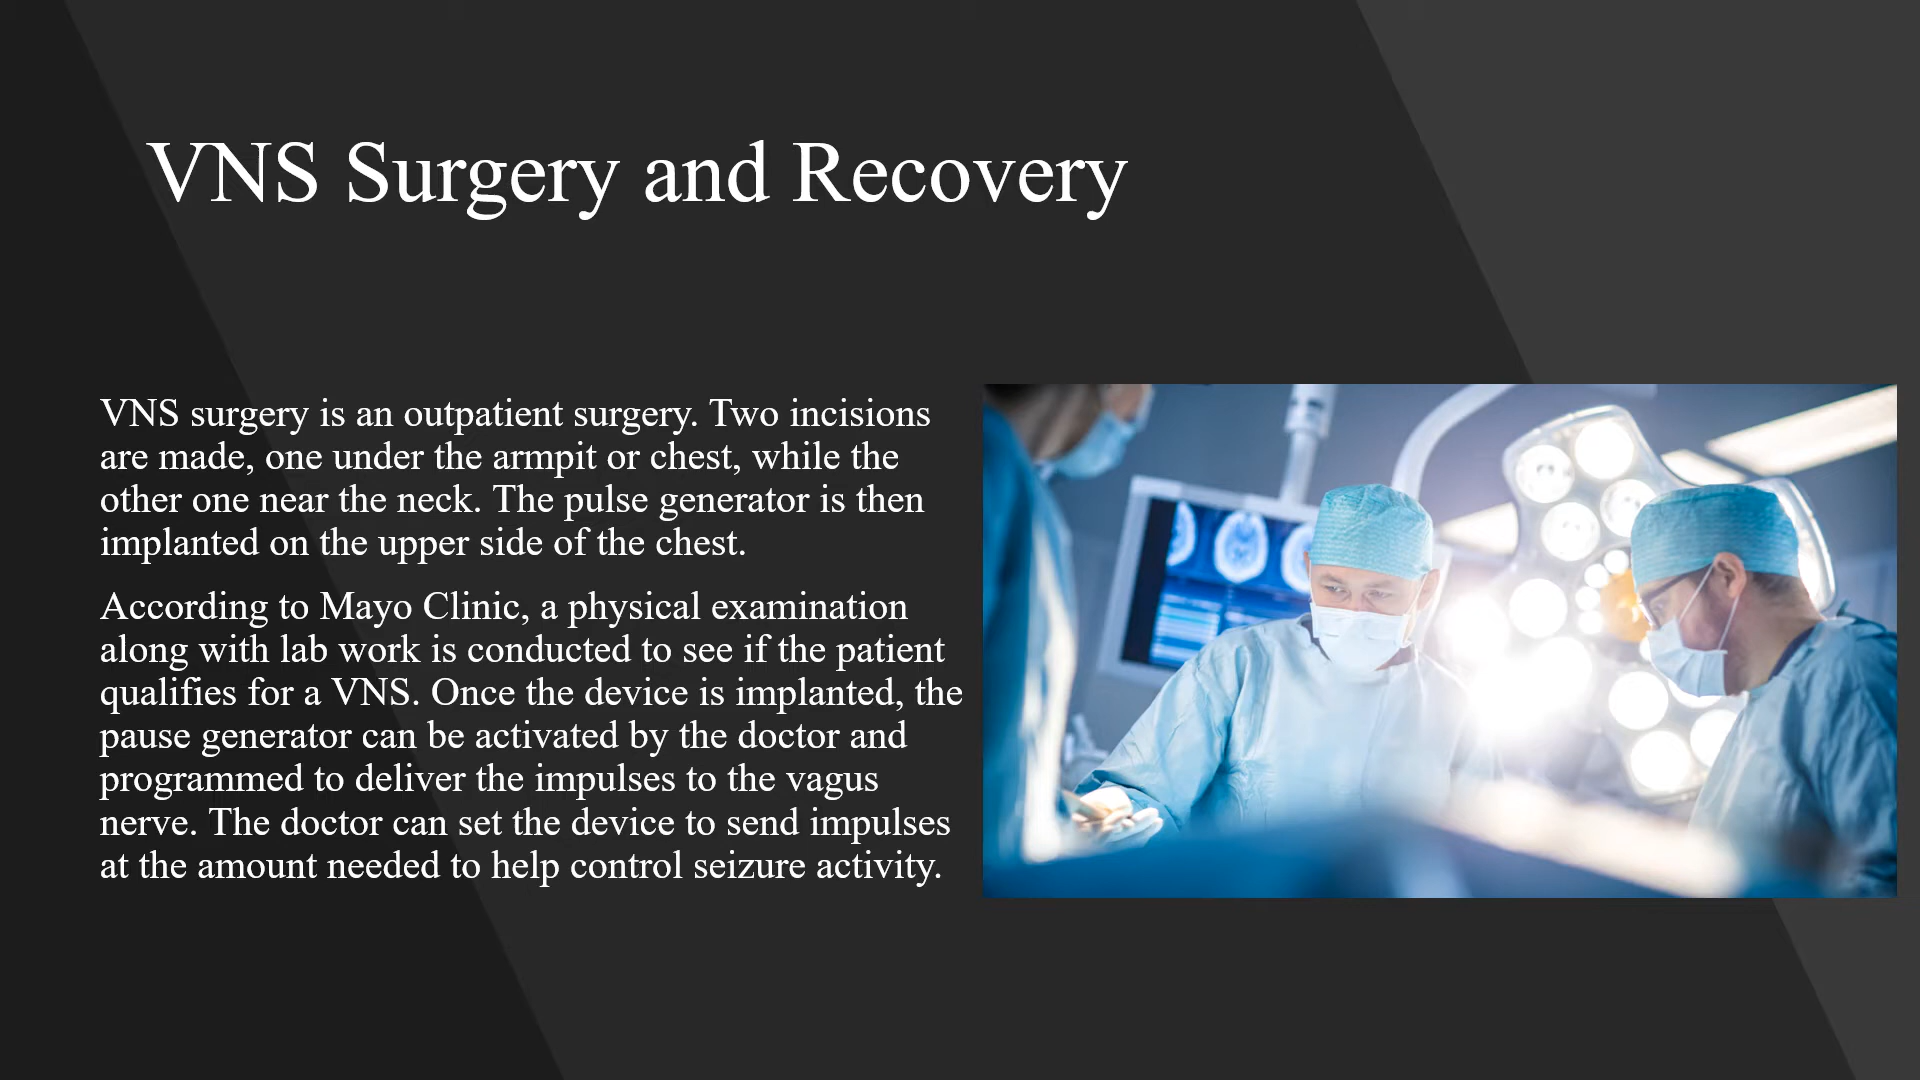 VNS Surgery and Recovery
VNS surgery is an outpatient surgery. Two incisions
are made, one under the armpit or chest, while the
other one near the neck. The pulse generator is then
implanted on the upper side of the chest.
According to Mayo Clinic, a physical examination
along with lab work is conducted to see if the patient
qualifies for a VNS. Once the device is implanted, the
pause generator can be activated by the doctor and
programmed to deliver the impulses to the vagus
nerve. The doctor can set the device to send impulses
at the amount needed to help control seizure activity.